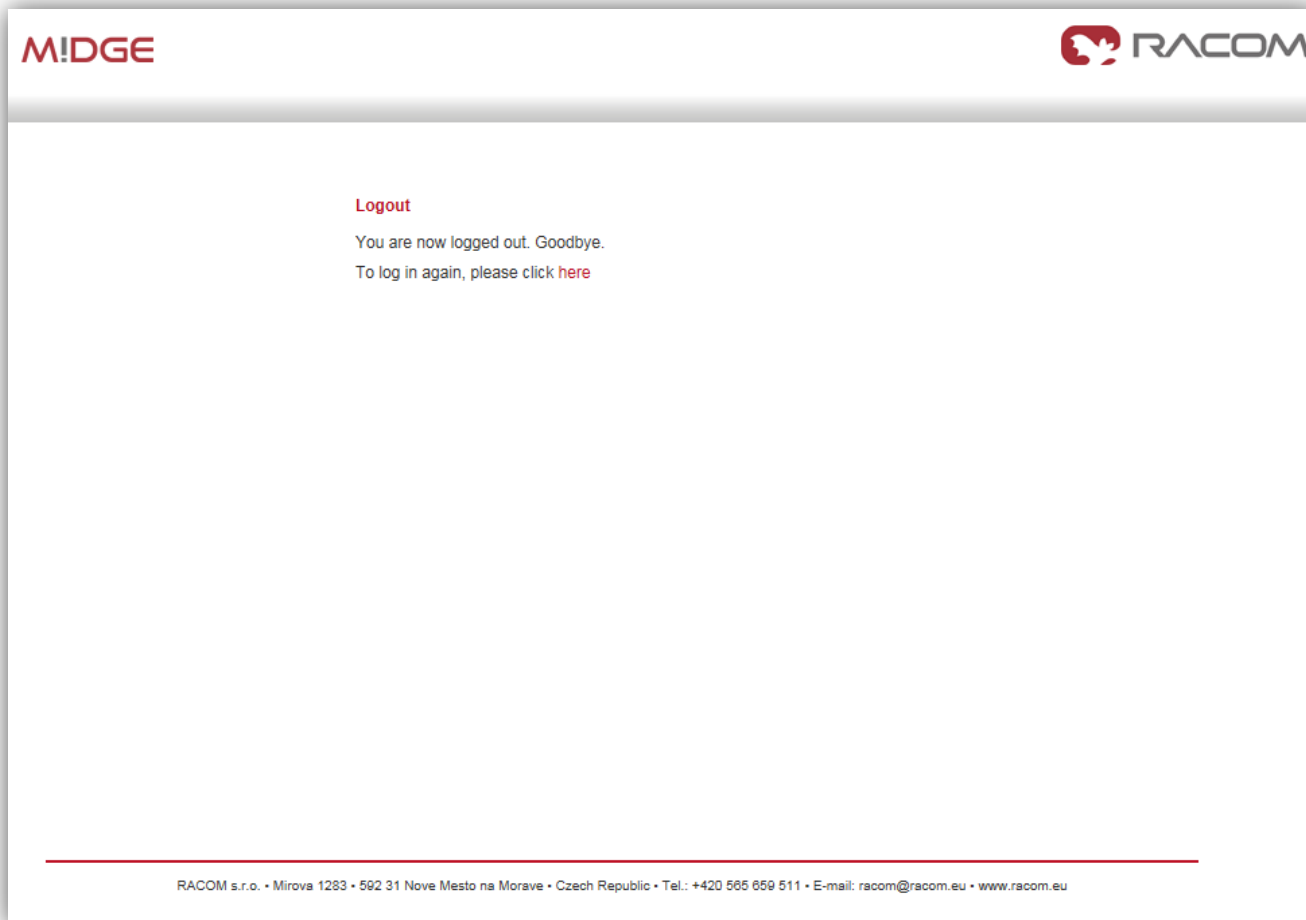 M!DGE
RACOM
Logout
You are now logged out. Goodbye.
To log in again, please click here
RACOM s.r.o. • Mirova 1283 • 592 31 Nove Mesto na Morave • Czech Republic • Tel.: +420 565 659 511 • E-mail: racom@racom.eu • www.racom.eu